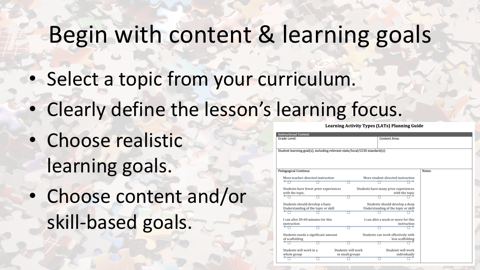 Begin with content & learning goals
• Select a topic from your curriculum.
• Clearly define the lesson's learning focus.
• Choose realistic
learning goals.
• Choose content and/or
skill-based goals.
Learning Activity Types (LATs) Planning Guide
Instructional Context
Grade Level:
Content Area:
Student learning goal(s), including relevant state/local/CCSS standard(s):
Pedagogical Continua
Notes
More teacher-directed instruction
More student-directed instruction
Students have fewer prior experiences
with the topic
Students have many prior experiences
with the topic
Students should develop a basic
Understanding of the topic or skill
Students should develop a deep
Understanding of the topic or skill
I can allot 20-40 minutes for this
instruction
I can allot a week or more for this
instruction
Students needs a significant amount
of scaffolding
Students can work effectively with
less scaffolding
Students will work in a
whole group
Students will work
in small groups
Students will work
individually